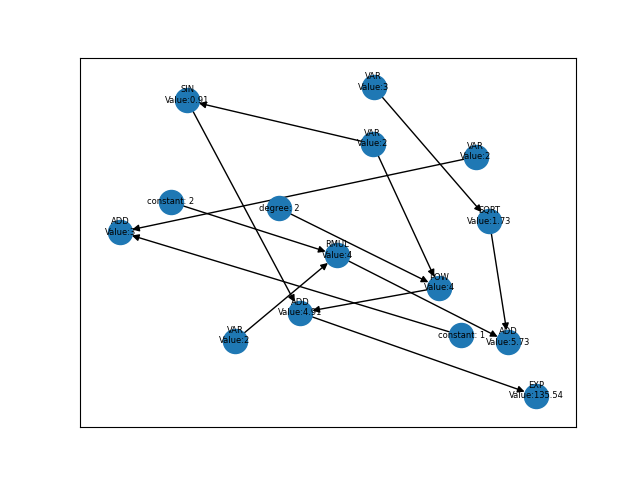 VAR
Value:3
SIN
Value:0.91
VAR
Value:2
VAR
Value:2
constant: 2
degree: 2
SQRT
Value:1.73
ADD
Value:3
RMUL
Value:4
POW
Value:4
ADD
Value:4.91
VAR
Value:2
constant: 1
ADD
Value:5.73
EXP
Value:135.54